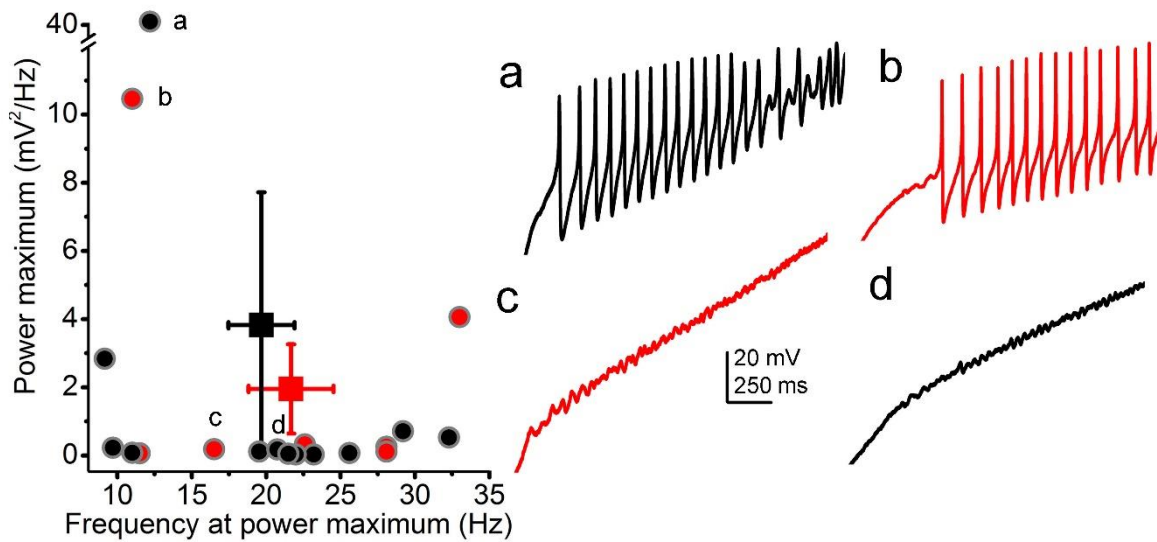 40
a
b
10
8
6
4
2
0
c
d
10 15 20 25 30 35
Frequency at power maximum (Hz)
Power maximum (mV²/Hz)
a
b
c
d
20 mV
250 ms